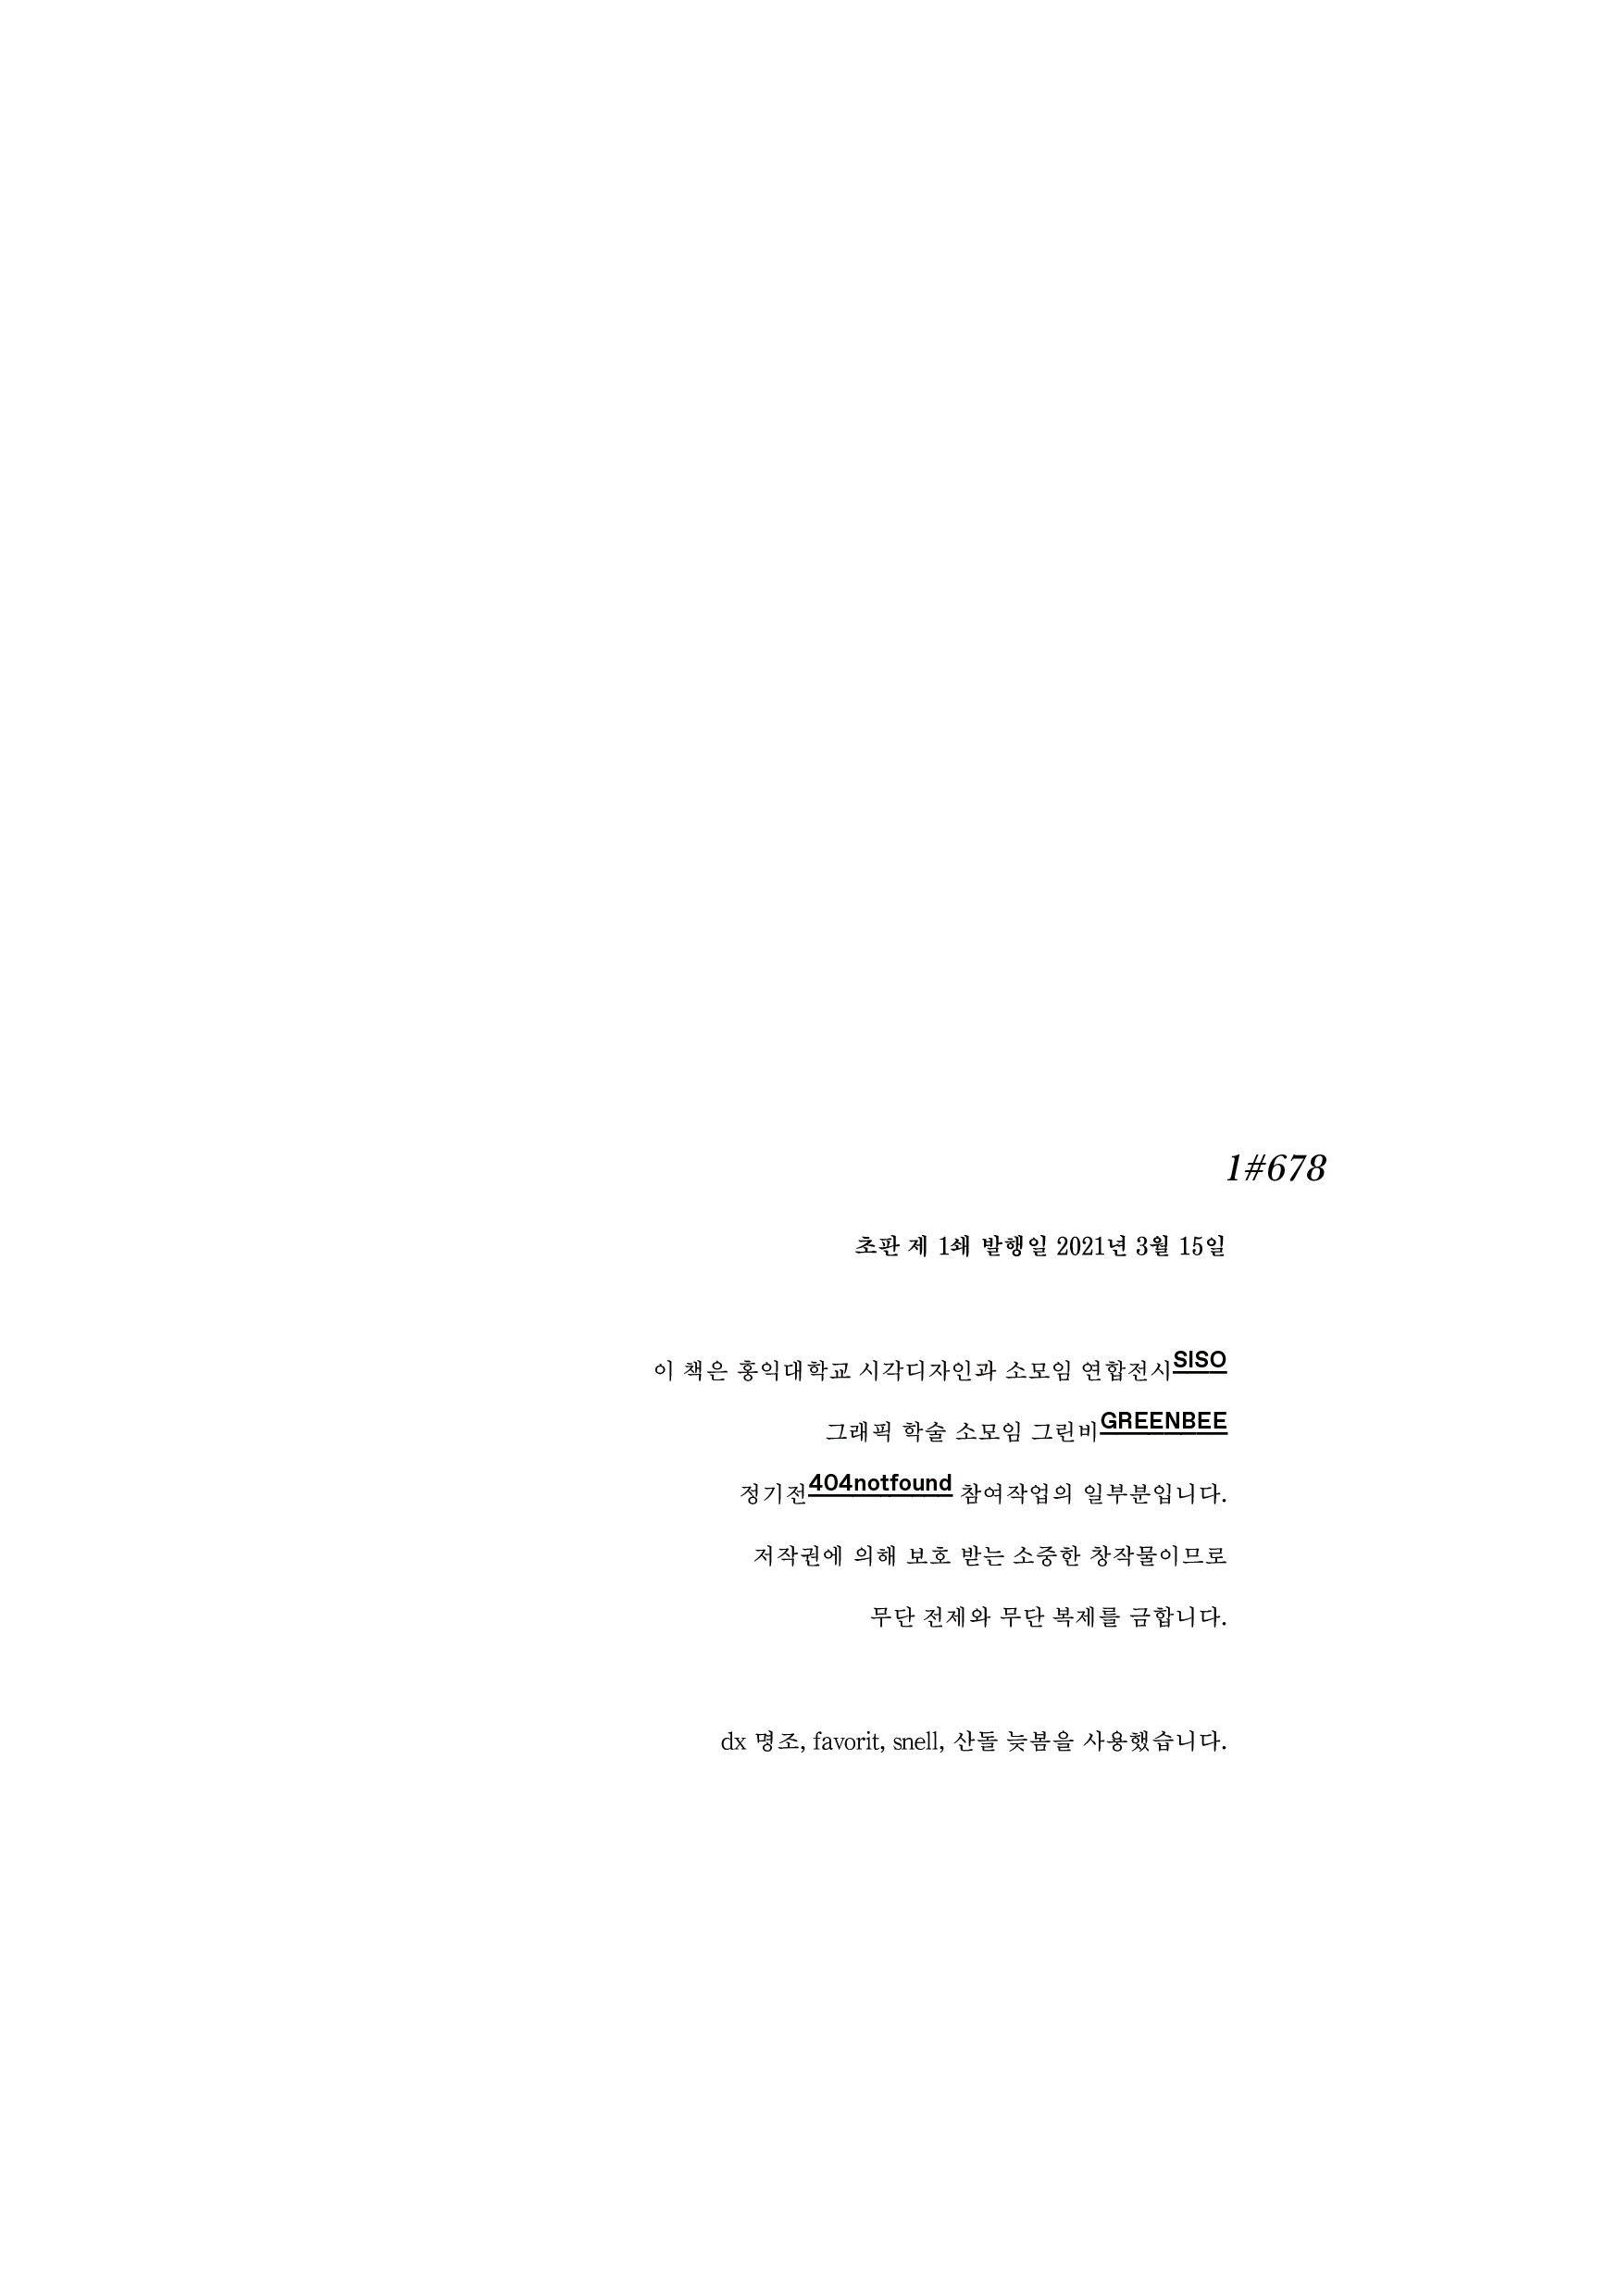 1#678
초판 제 1쇄 발행일 2021년 3월 15일
이 책은 홍익대학교 시각디자인과 소모임 연합전시SISO
그래픽 학술 소모임 그린비GREENBEE
정기전404notfound 참여작업의 일부분입니다.
저작권에 의해 보호 받는 소중한 창작물이므로
무단 전제와 무단 복제를 금합니다.
dx 명조, favorit, snell, 산돌 늦봄을 사용했습니다.